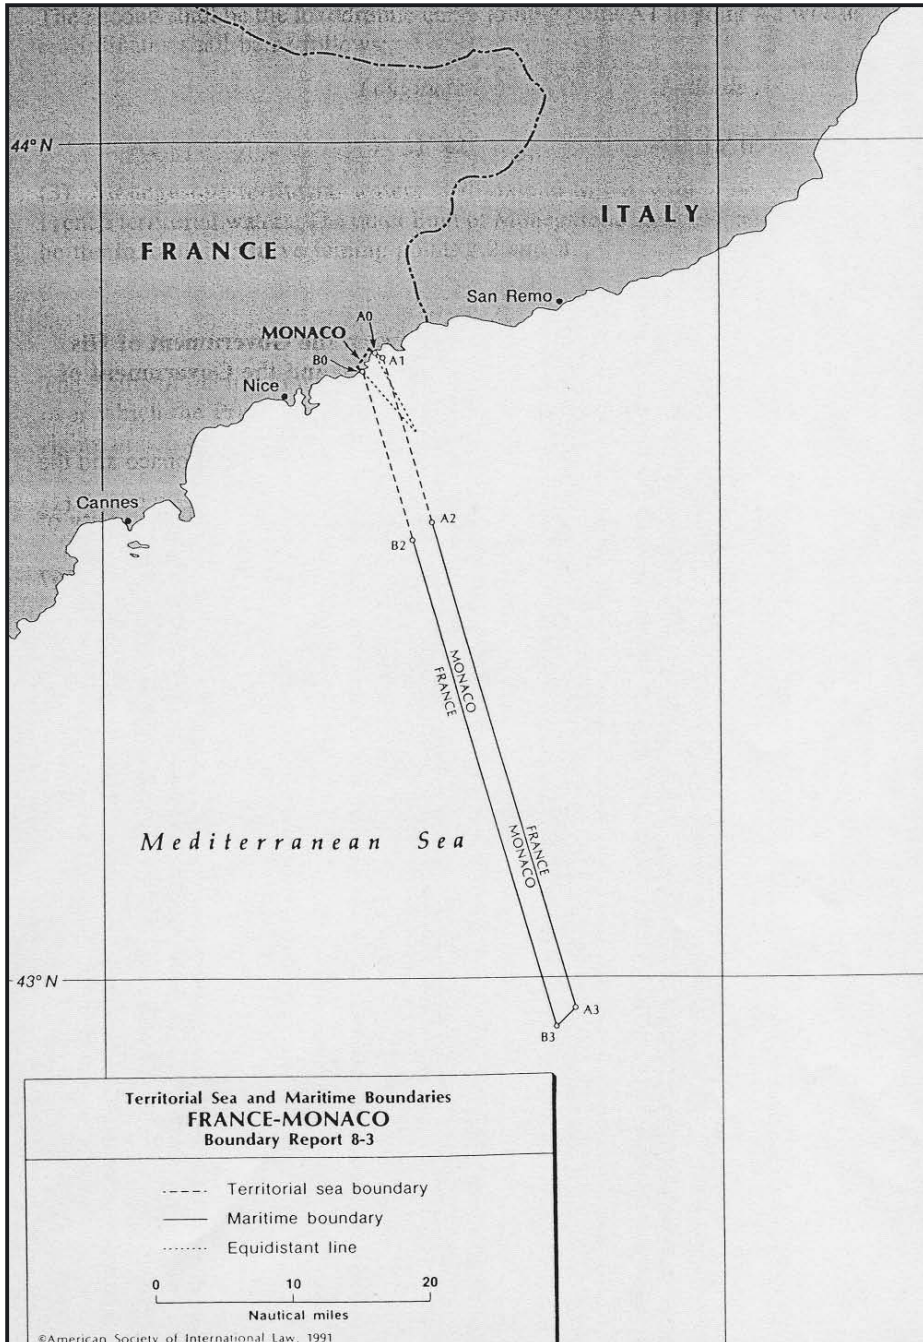 44° N
ITALY
FRANCE
San Remo
A0
MONACO
A1
B0
Nice
Cannes
A2
B2
MONACO
FRANCE
Mediterranean Sea
FRANCE
MONACO
43° N
A3
B3
Territorial Sea and Maritime Boundaries
FRANCE-MONACO
Boundary Report 8-3
Territorial sea boundary
Maritime boundary
Equidistant line
0 10 20
Nautical miles
©American Society of International Law, 1991